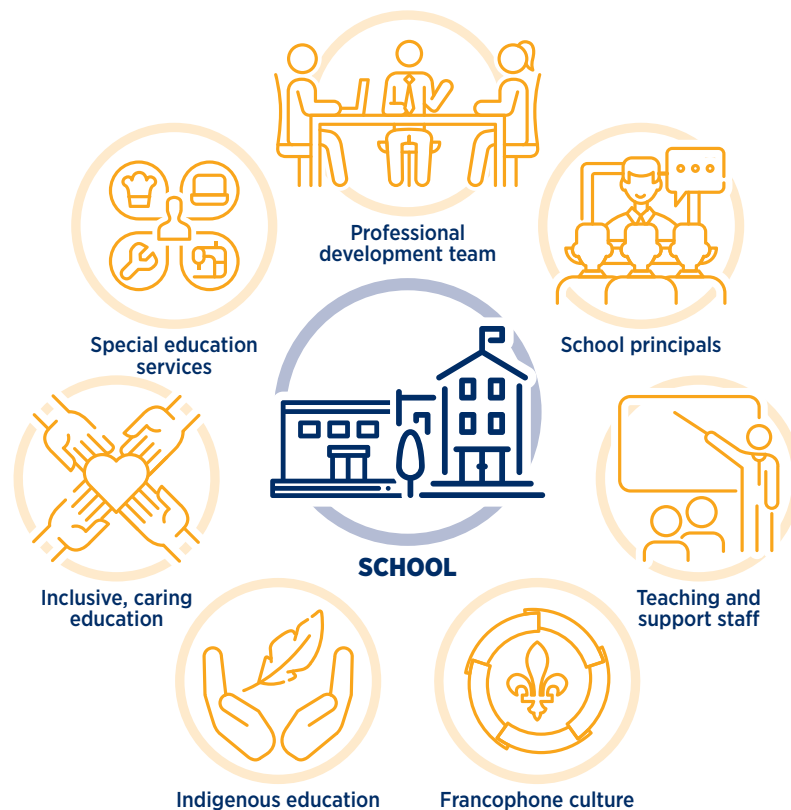 Professional
development team
Special education
services
School principals
SCHOOL
Inclusive, caring
education
Teaching and
support staff
Indigenous education
Francophone culture